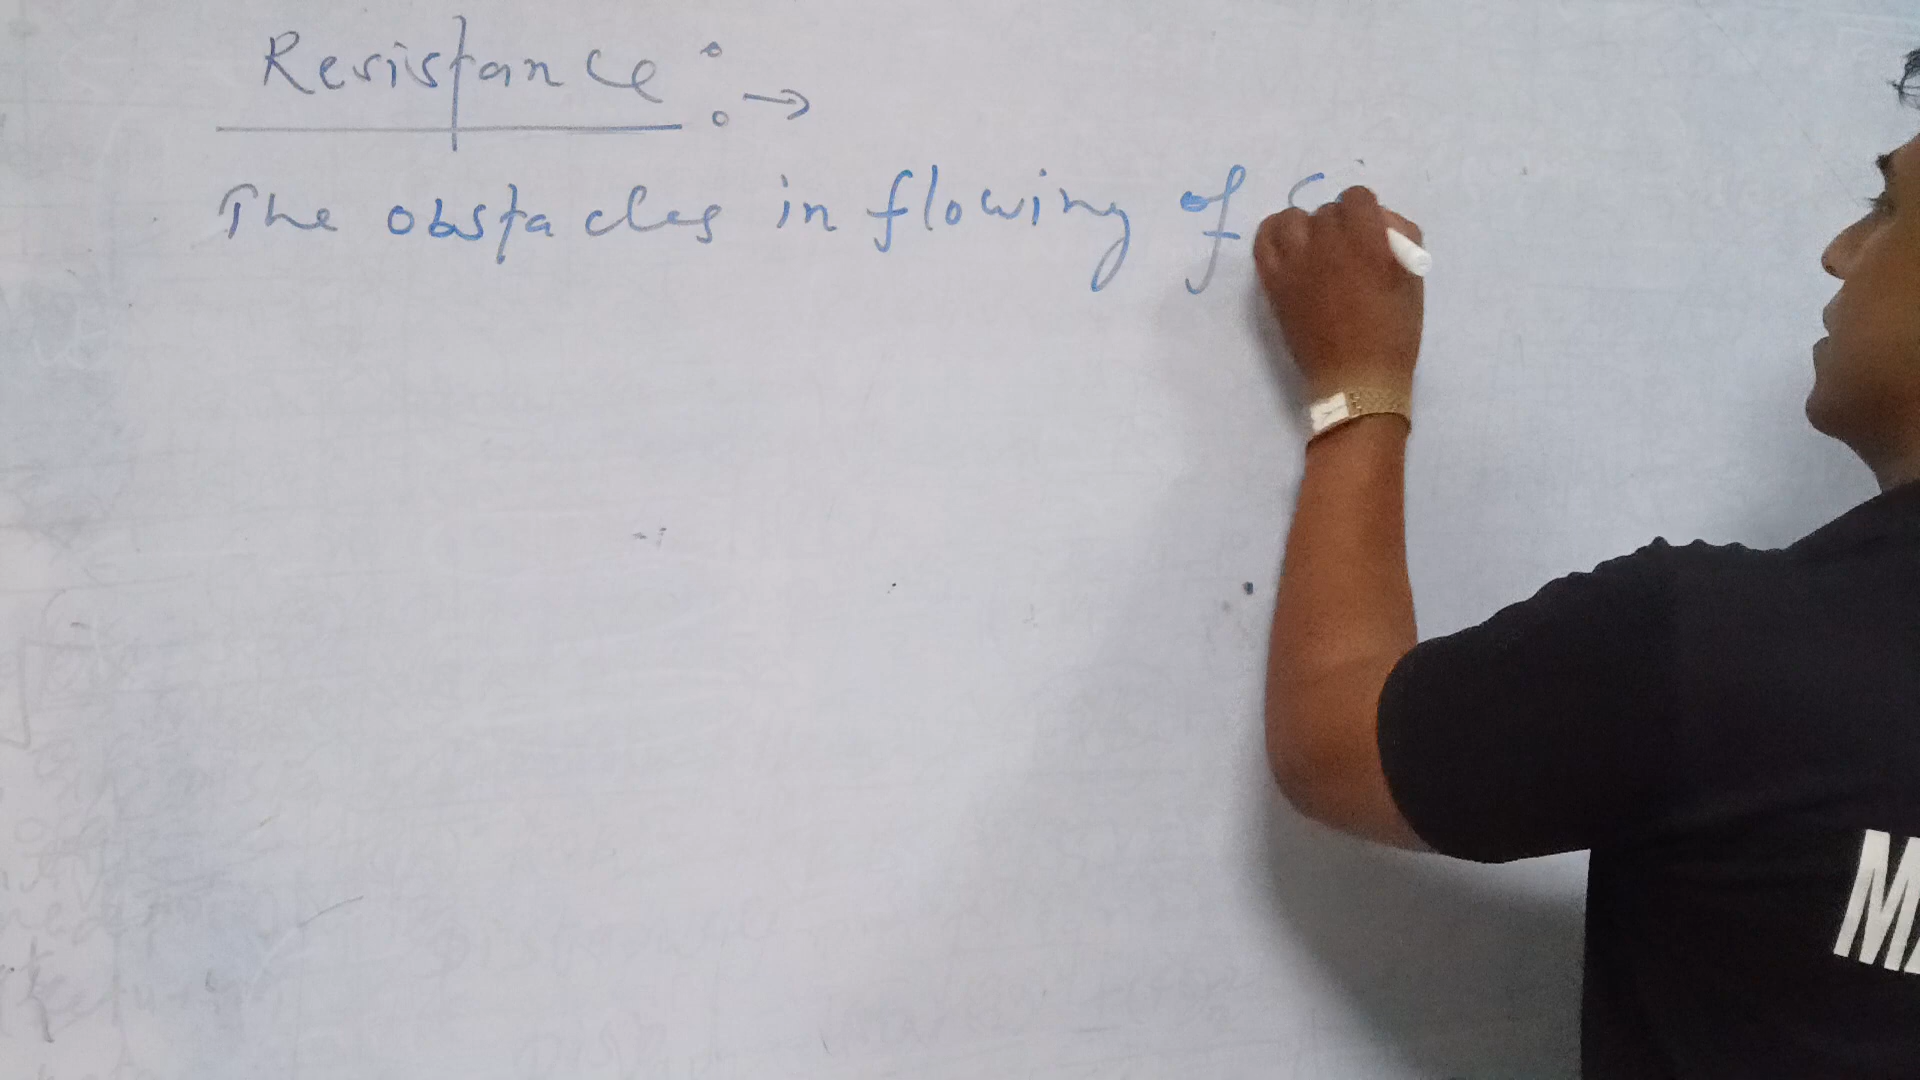 Resistance :→
The obstacles in flowing of